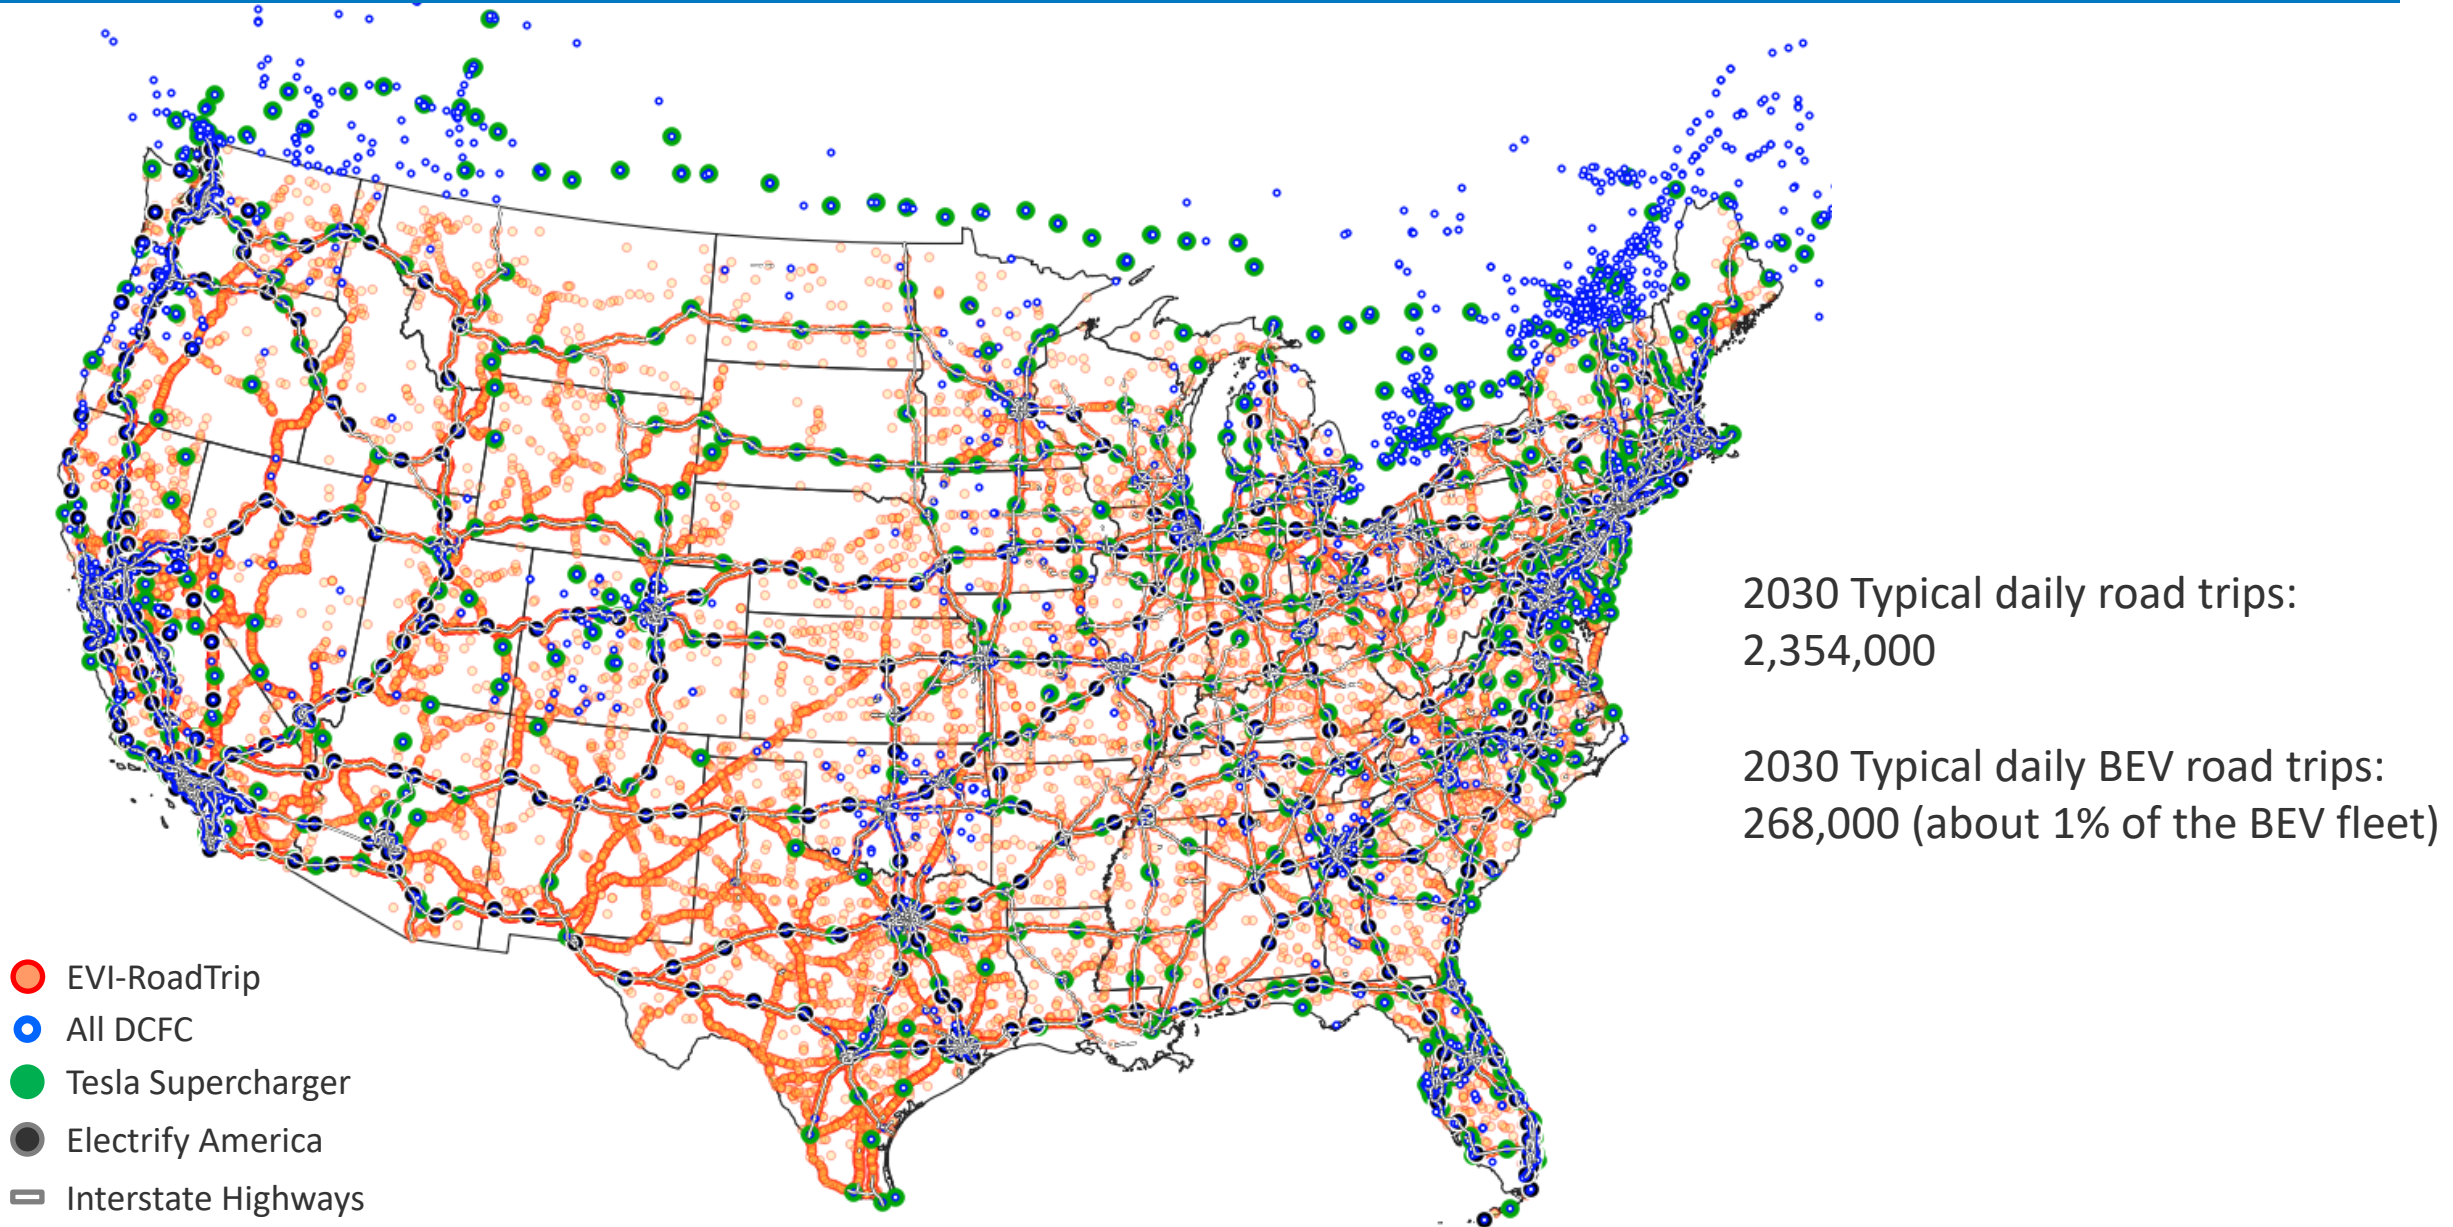 2030 Typical daily road trips:
2,354,000
2030 Typical daily BEV road trips:
268,000 (about 1% of the BEV fleet)
EVI-RoadTrip
All DCFC
Tesla Supercharger
Electrify America
Interstate Highways